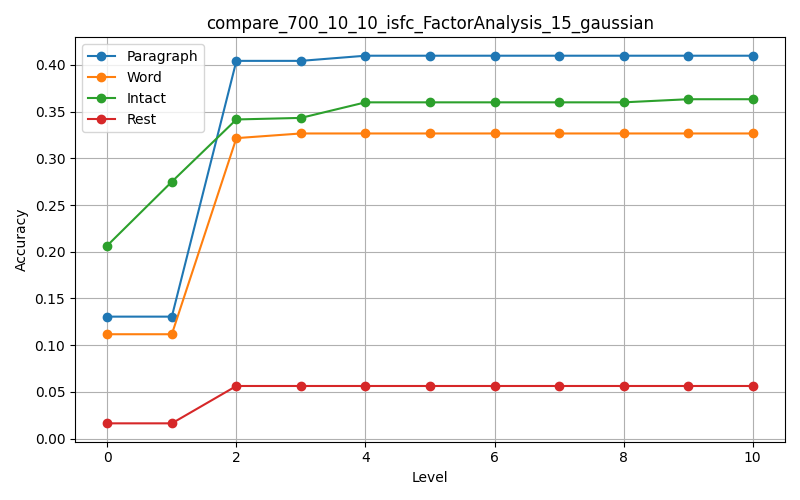 compare_700_10_10_isfc_FactorAnalysis_15_gaussian
Paragraph
Word
Intact
Rest
Accuracy
0.40
0.35
0.30
0.25
0.20
0.15
0.10
0.05
0.00
0 2 4 6 8 10
Level